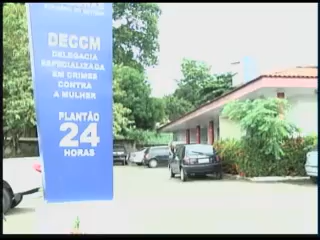 DECCM
DELEGACIA
ESPECIALIZADA
EM CRIMES
CONTRA
A MULHER
PLANTÃO
24
HORAS